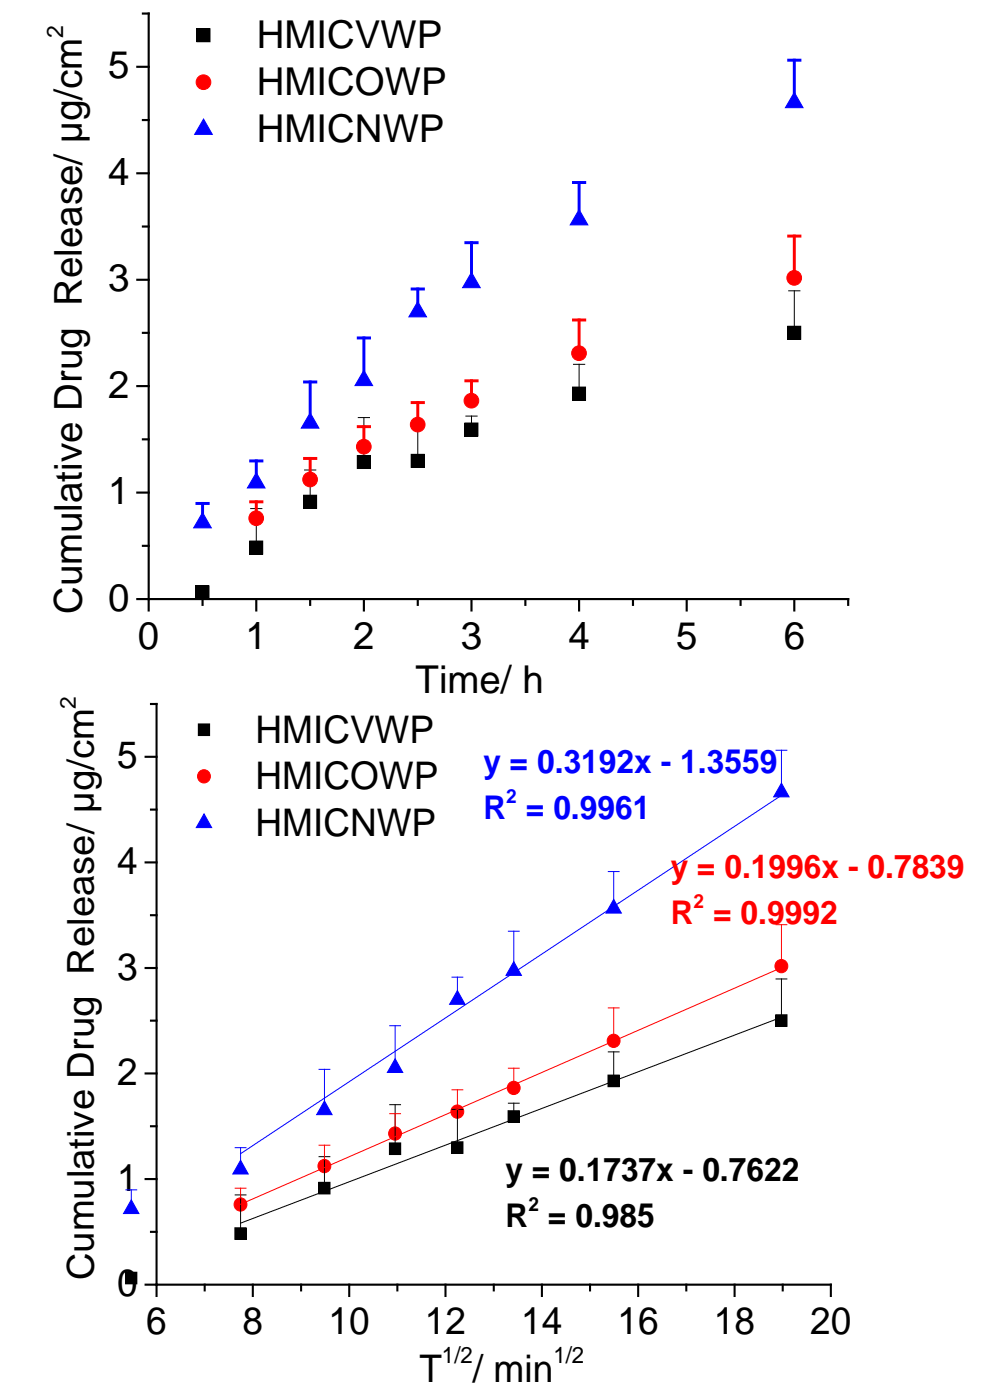 HMICVWP
HMICOWP
HMICNWP
Cumulative Drug Release/ µg/cm²
5
4
3
2
1
0
0 1 2 3 4 5 6
Time/ h
HMICVWP
HMICOWP
HMICNWP
y = 0.3192x - 1.3559
R² = 0.9961
y = 0.1996x - 0.7839
R² = 0.9992
y = 0.1737x - 0.7622
R² = 0.985
Cumulative Drug Release/ µg/cm²
5
4
3
2
1
0
6 8 10 12 14 16 18 20
T^1/2/ min^1/2